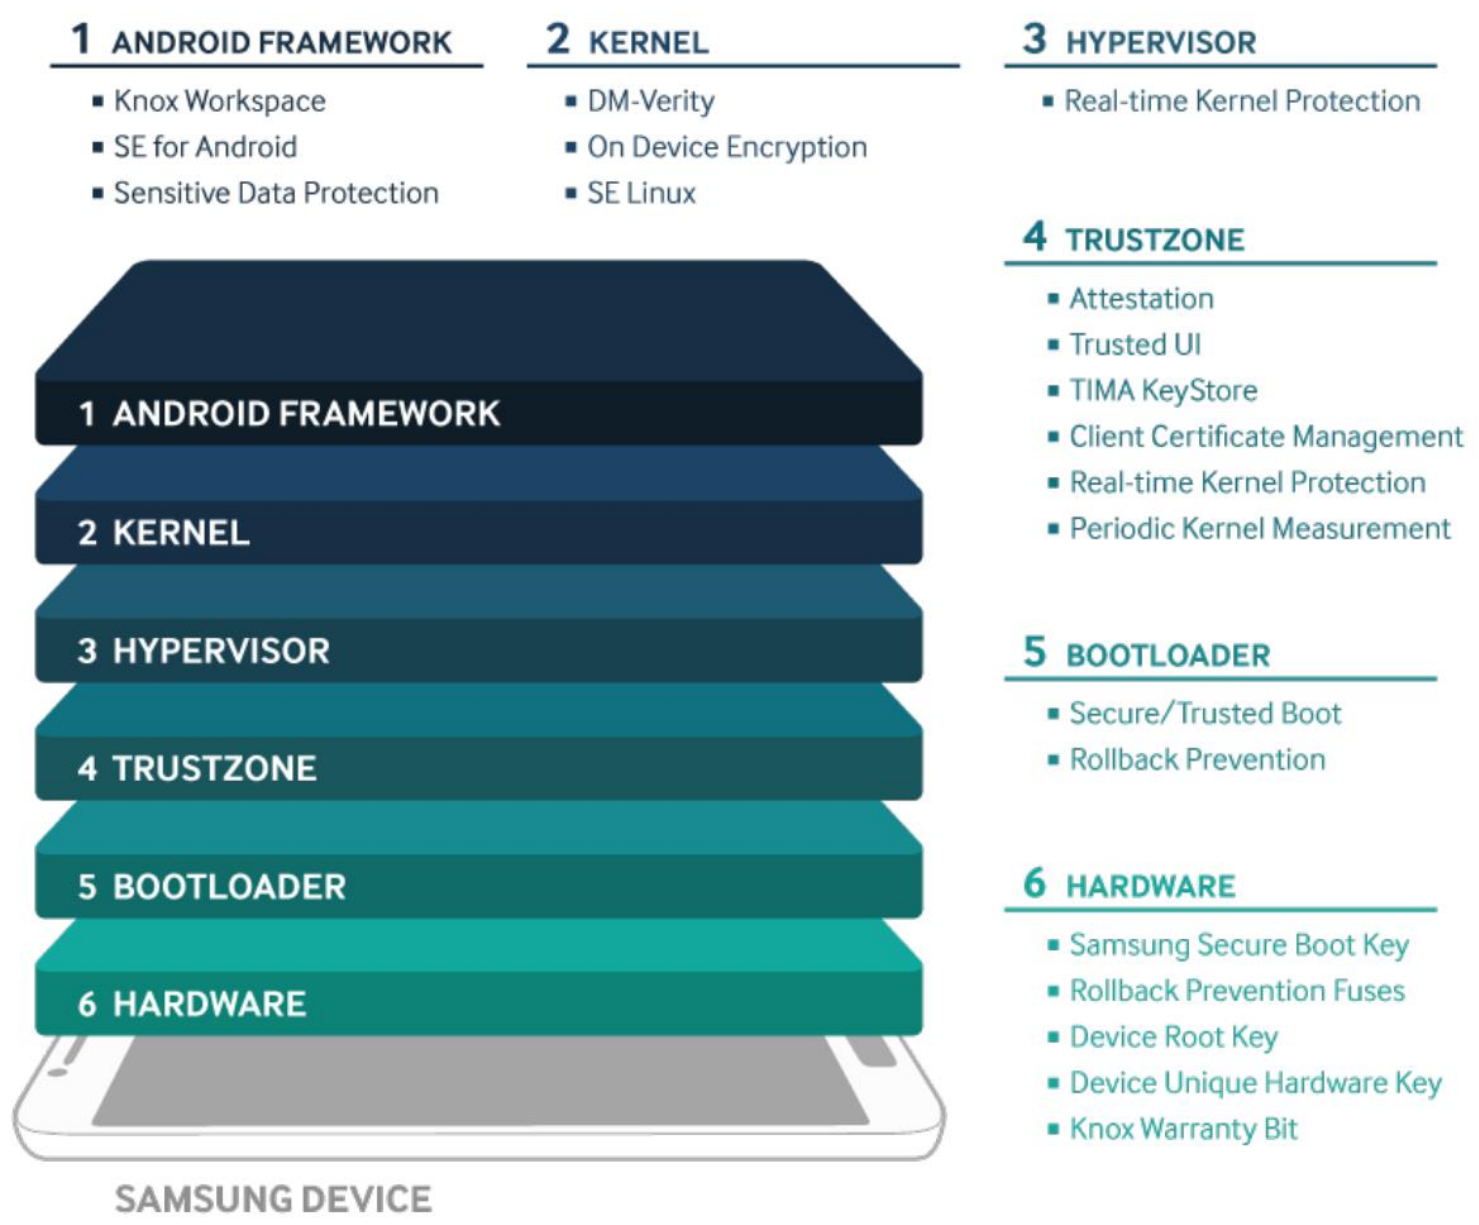 1 ANDROID FRAMEWORK
▪ Knox Workspace
▪ SE for Android
▪ Sensitive Data Protection
2 KERNEL
▪ DM-Verity
▪ On Device Encryption
▪ SE Linux
3 HYPERVISOR
▪ Real-time Kernel Protection
4 TRUSTZONE
▪ Attestation
▪ Trusted UI
▪ TIMA KeyStore
▪ Client Certificate Management
▪ Real-time Kernel Protection
▪ Periodic Kernel Measurement
5 BOOTLOADER
▪ Secure/Trusted Boot
▪ Rollback Prevention
6 HARDWARE
▪ Samsung Secure Boot Key
▪ Rollback Prevention Fuses
▪ Device Root Key
▪ Device Unique Hardware Key
▪ Knox Warranty Bit
1 ANDROID FRAMEWORK
2 KERNEL
3 HYPERVISOR
4 TRUSTZONE
5 BOOTLOADER
6 HARDWARE
SAMSUNG DEVICE